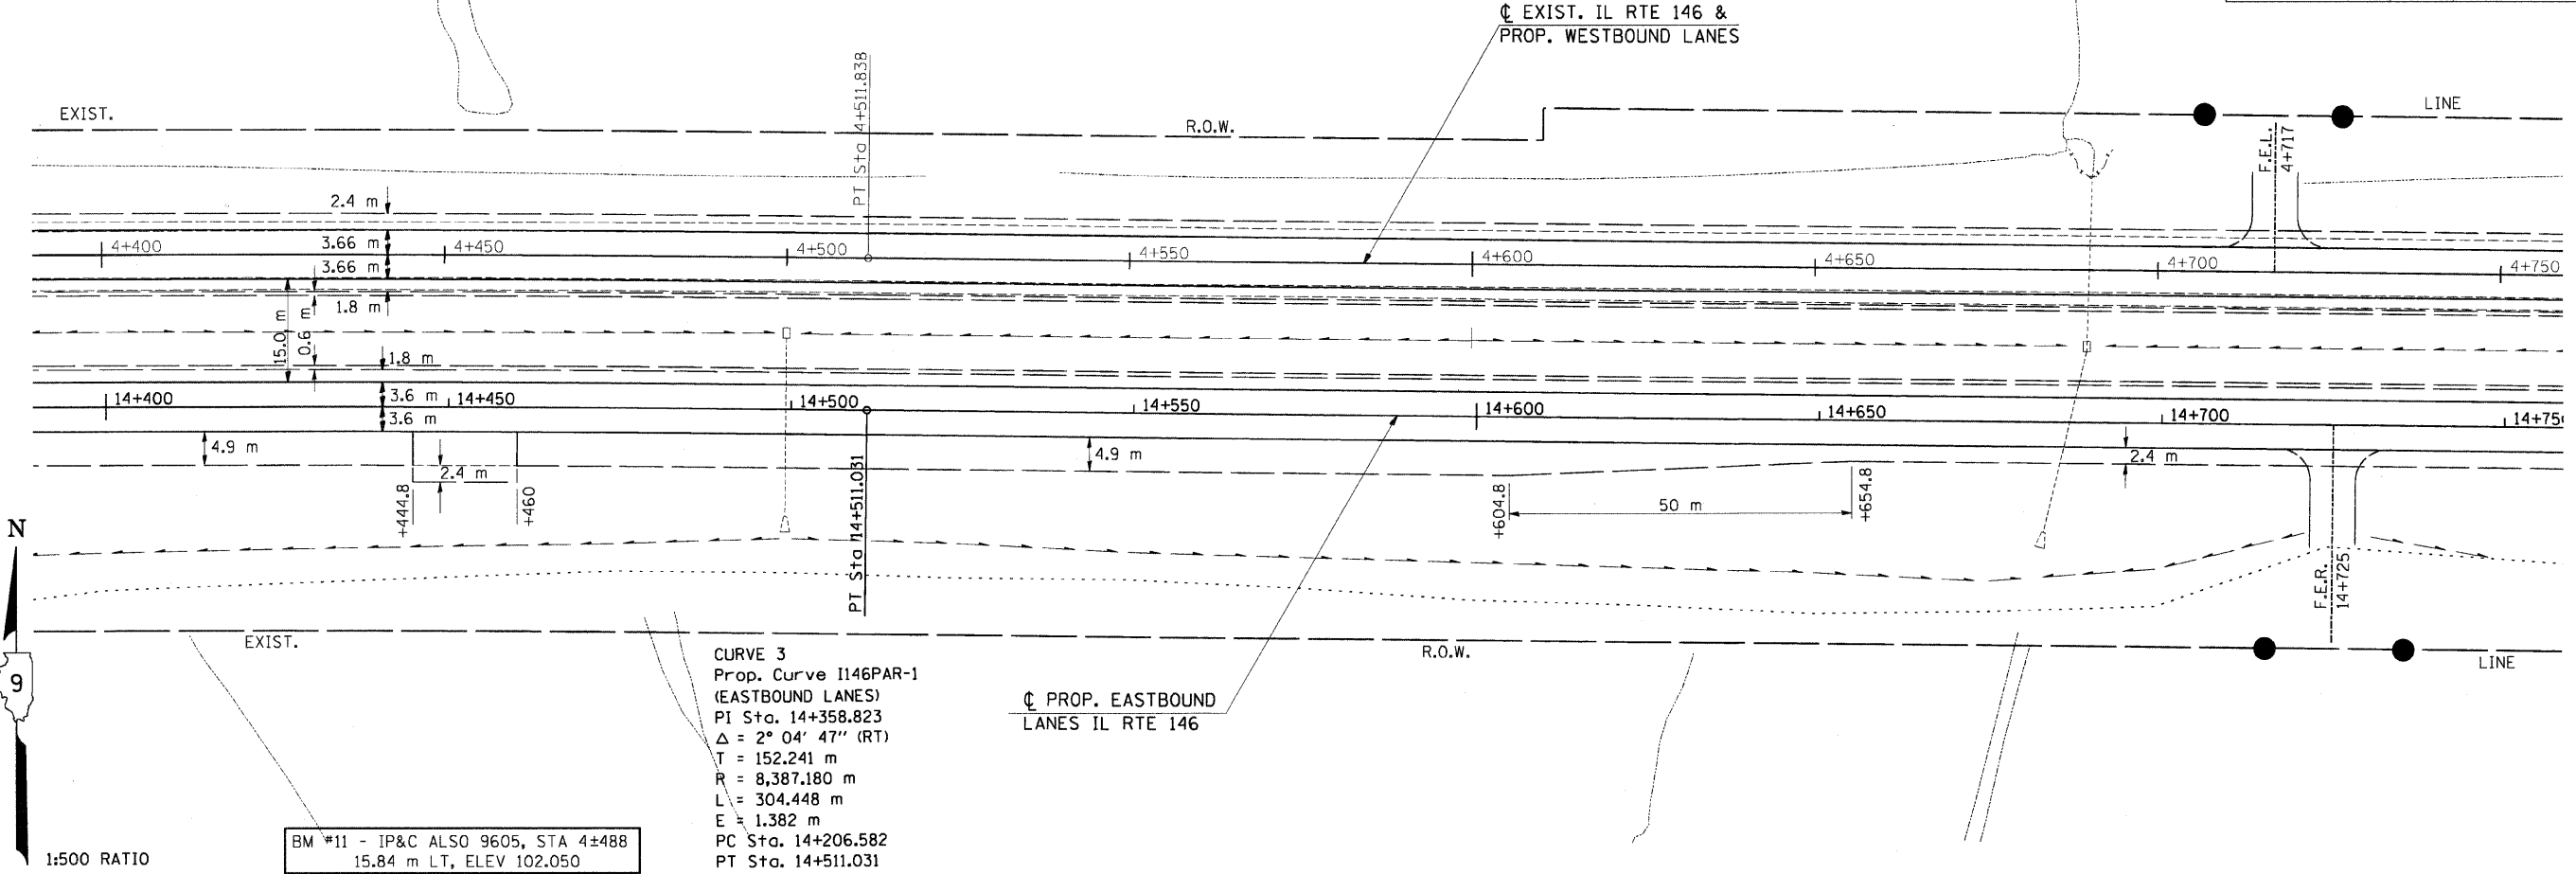 ℄ EXIST. IL RTE 146 &
PROP. WESTBOUND LANES
EXIST.
R.O.W.
LINE
PT Sta 4+511.838
F.E.L.
4+717
2.4 m
3.66 m
3.66 m
1.8 m
4+400
4+450
4+500
4+550
4+600
4+650
4+700
4+750
15.0 m
0.6 m
1.8 m
3.6 m
3.6 m
14+400
14+450
14+500
14+550
14+600
14+650
14+700
14+75
4.9 m
2.4 m
4.9 m
2.4 m
+444.8
+460
PT Sta 14+511.031
+604.8
50 m
+654.8
F.E.R.
14+725
N
9
EXIST.
R.O.W.
LINE
CURVE 3
Prop. Curve I146PAR-1
(EASTBOUND LANES)
PI Sta. 14+358.823
Δ = 2° 04' 47" (RT)
T = 152.241 m
R = 8,387.180 m
L = 304.448 m
E = 1.382 m
PC Sta. 14+206.582
PT Sta. 14+511.031
℄ PROP. EASTBOUND
LANES IL RTE 146
BM #11 - IP&C ALSO 9605, STA 4±488
15.84 m LT, ELEV 102.050
1:500 RATIO